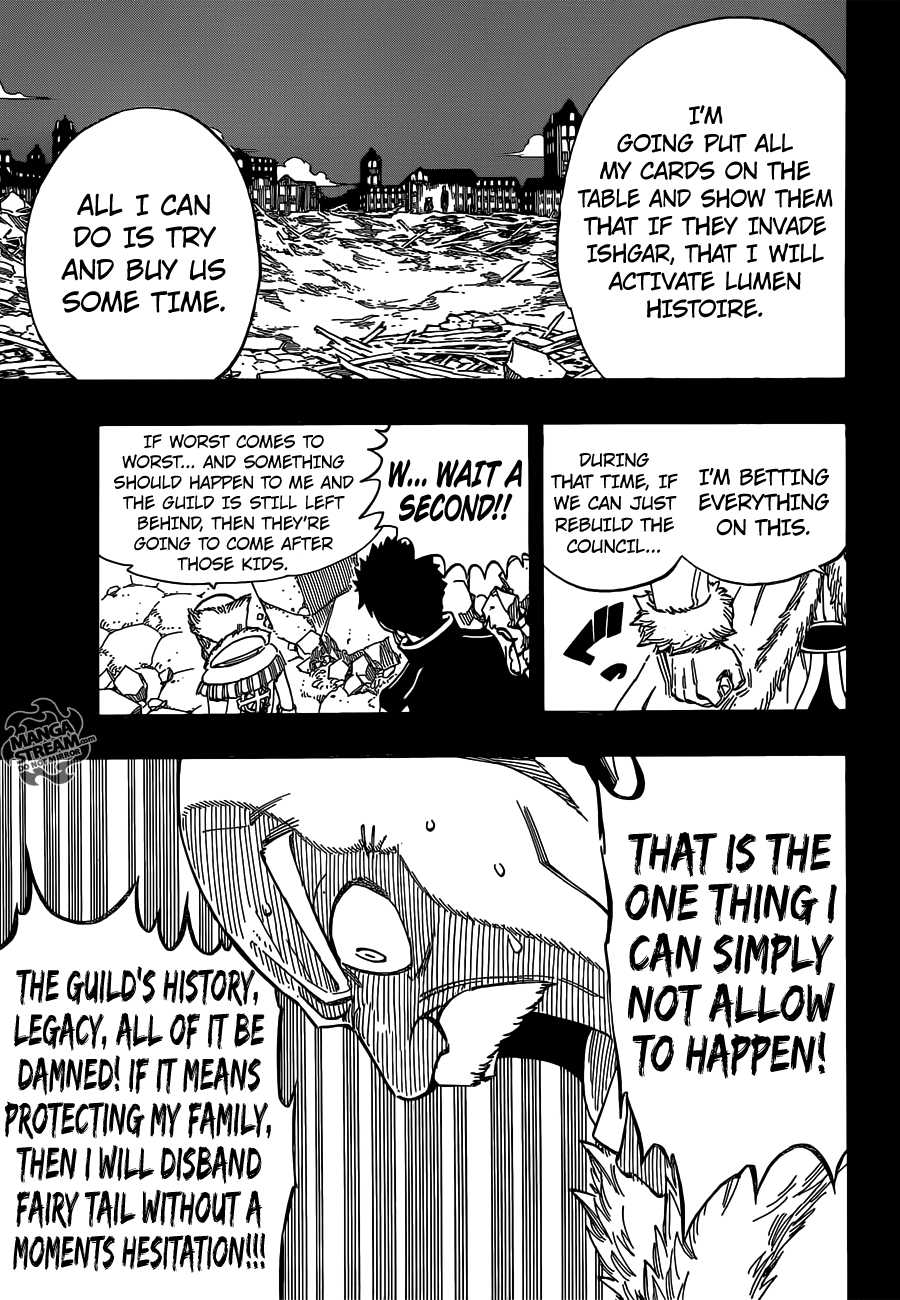 I'M
GOING PUT ALL
MY CARDS ON THE
TABLE AND SHOW THEM
THAT IF THEY INVADE
ISHGAR, THAT I WILL
ACTIVATE LUMEN
HISTOIRE.
ALL I CAN
DO IS TRY
AND BUY US
SOME TIME.
I'M BETTING
EVERYTHING
ON THIS.
DURING
THAT TIME, IF
WE CAN JUST
REBUILD THE
COUNCIL...
W... WAIT A
SECOND!!
IF WORST COMES TO
WORST... AND SOMETHING
SHOULD HAPPEN TO ME AND
THE GUILD IS STILL LEFT
BEHIND, THEN THEY'RE
GOING TO COME AFTER
THOSE KIDS.
MANGA
STREAM.com
DO NOT MIRROR
THAT IS THE
ONE THING I
CAN SIMPLY
NOT ALLOW
TO HAPPEN!
THE GUILD'S HISTORY,
LEGACY, ALL OF IT BE
DAMNED! IF IT MEANS
PROTECTING MY FAMILY,
THEN I WILL DISBAND
FAIRY TAIL WITHOUT A
MOMENTS HESITATION!!!